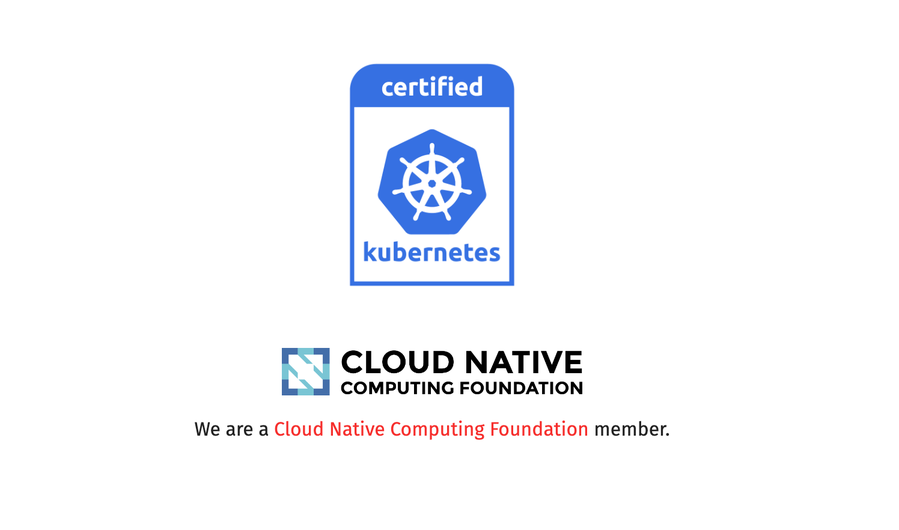 certified
kubernetes
CLOUD NATIVE
COMPUTING FOUNDATION
We are a Cloud Native Computing Foundation member.